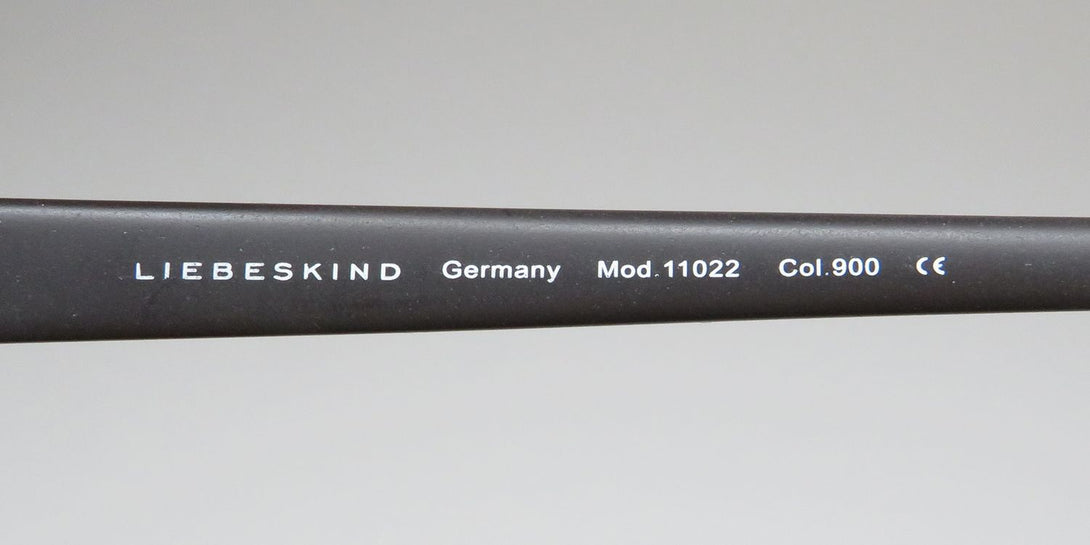 LIEBESKIND Germany Mod.11022 Col.900 CE